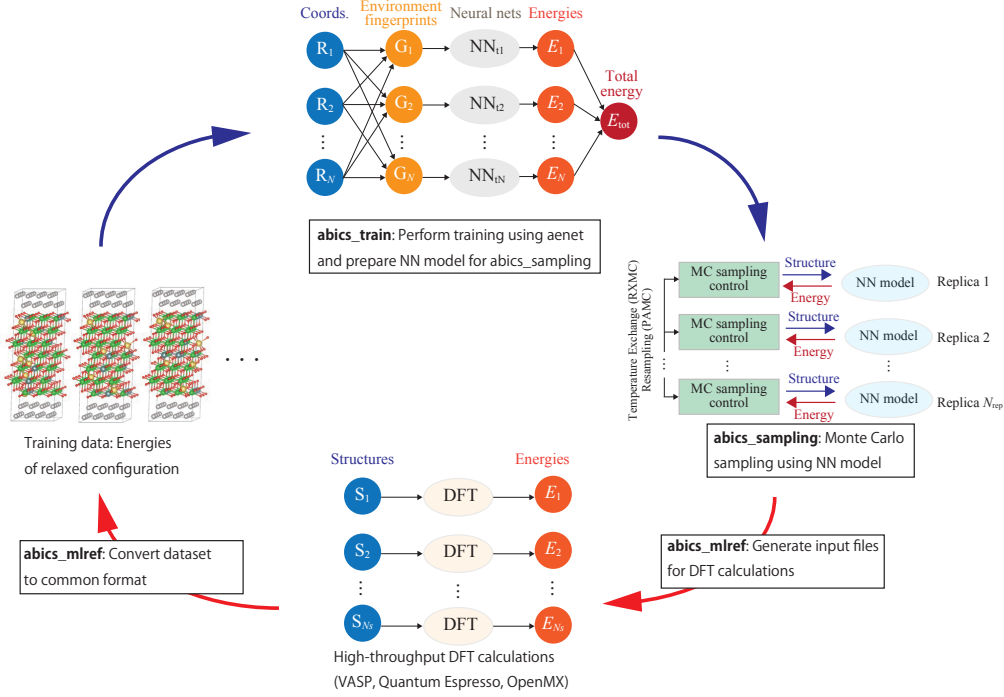 Coords.
Environment
fingerprints
Neural nets
Energies
R1
G1
NNt1
E1
R2
G2
NNt2
E2
⋮
⋮
⋮
⋮
RN
GN
NNtN
EN
Total
energy
Etot
abics_train: Perform training using aenet
and prepare NN model for abics_sampling
Temperature Exchange (RXMC)
Resampling (PAMC)
MC sampling
control
Structure
Energy
NN model
Replica 1
MC sampling
control
Structure
Energy
NN model
Replica 2
⋮
⋮
⋮
MC sampling
control
Structure
Energy
NN model
Replica Nrep
abics_sampling: Monte Carlo
sampling using NN model
. . .
Training data: Energies
of relaxed configuration
Structures
Energies
S1
DFT
E1
S2
DFT
E2
⋮
⋮
⋮
SNs
DFT
ENs
High-throughput DFT calculations
(VASP, Quantum Espresso, OpenMX)
abics_mlref: Generate input files
for DFT calculations
abics_mlref: Convert dataset
to common format